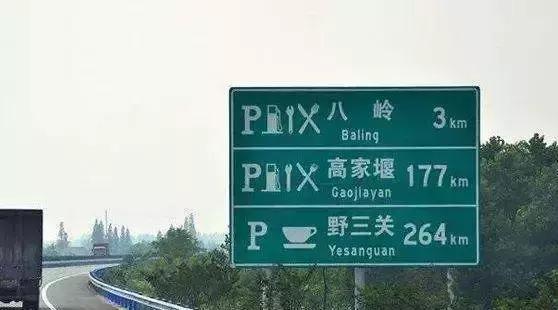 P 八岭 3 km
Baling
P 高家堰 177 km
Gaojiayan
P 野三关 264 km
Yesanguan